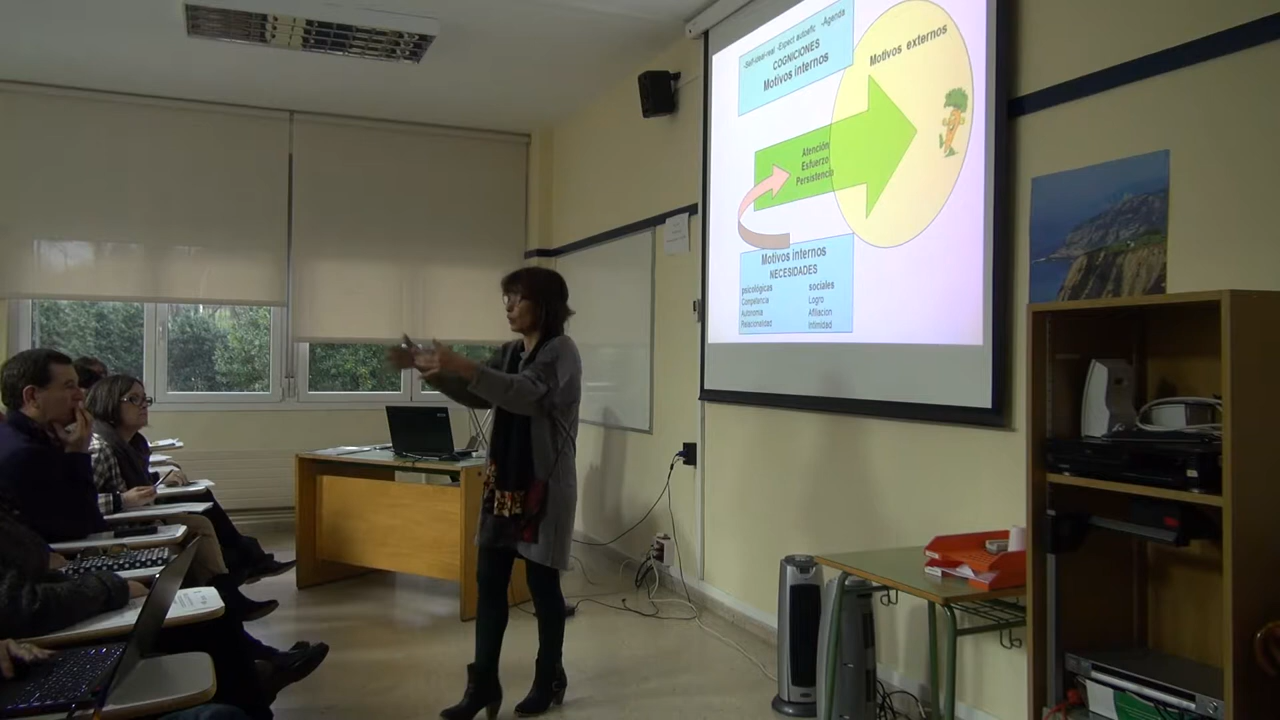 -Self-ideal-real -Expect autoefic -Agenda
COGNICIONES
Motivos internos
Motivos externos
Atención
Esfuerzo
Persistencia
Motivos internos
NECESIDADES
psicológicas sociales
Competencia Logro
Autonomía Afiliacion
Relacionalidad Intimidad